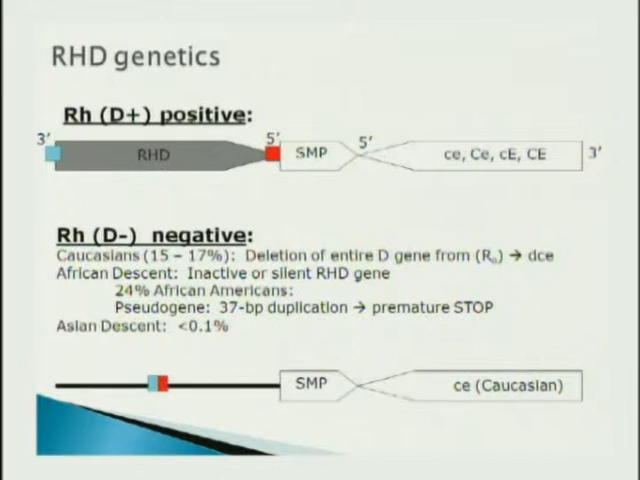 RHD genetics
Rh (D+) positive:
3' 5' 5'
RHD SMP ce, Ce, cE, CE 3'
Rh (D-) negative:
Caucasians (15 – 17%): Deletion of entire D gene from (Ro) → dce
African Descent: Inactive or silent RHD gene
24% African Americans:
Pseudogene: 37-bp duplication → premature STOP
Asian Descent: <0.1%
SMP ce (Caucasian)